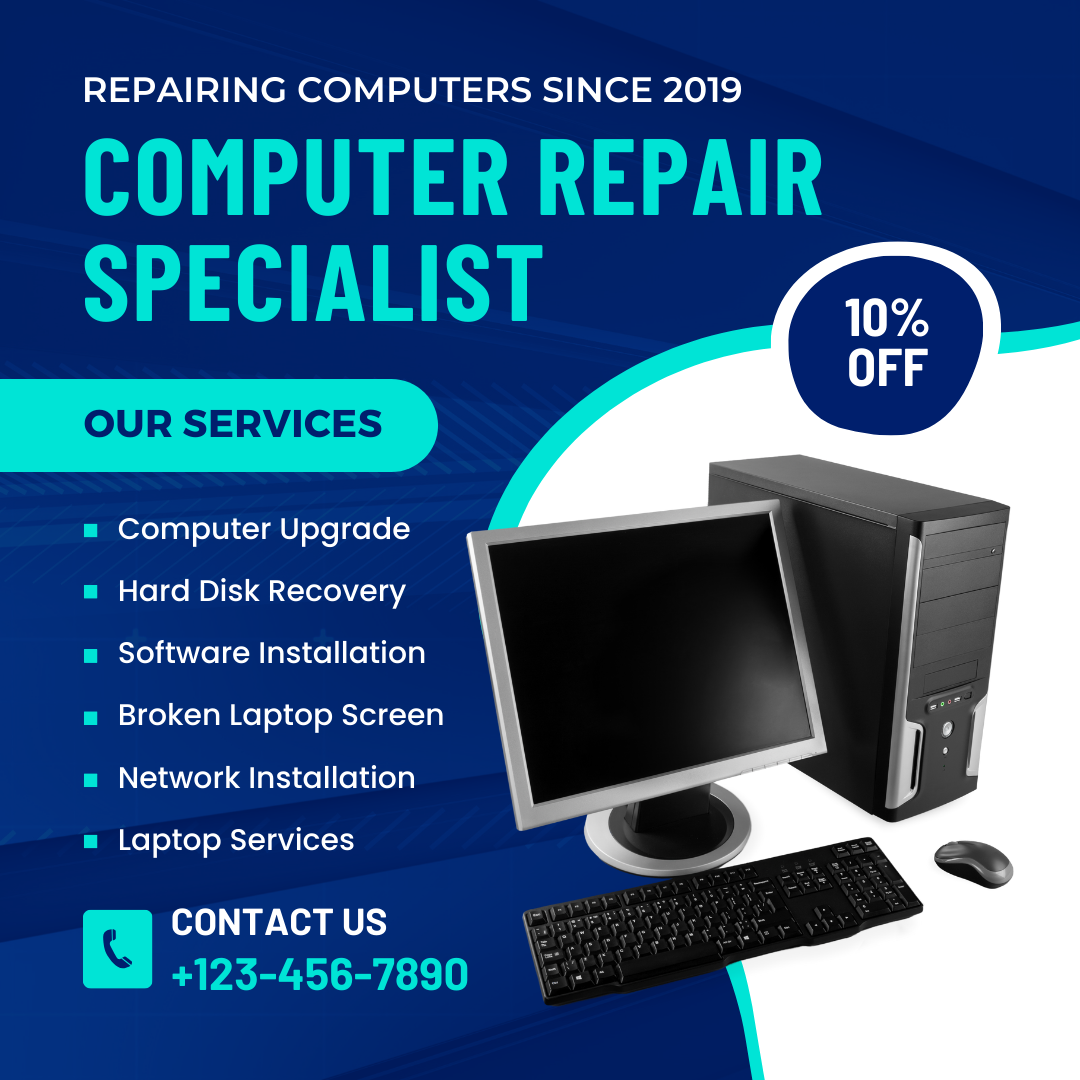 REPAIRING COMPUTERS SINCE 2019
COMPUTER REPAIR
SPECIALIST
10%
OFF
OUR SERVICES
Computer Upgrade
Hard Disk Recovery
Software Installation
Broken Laptop Screen
Network Installation
Laptop Services
CONTACT US
+123-456-7890